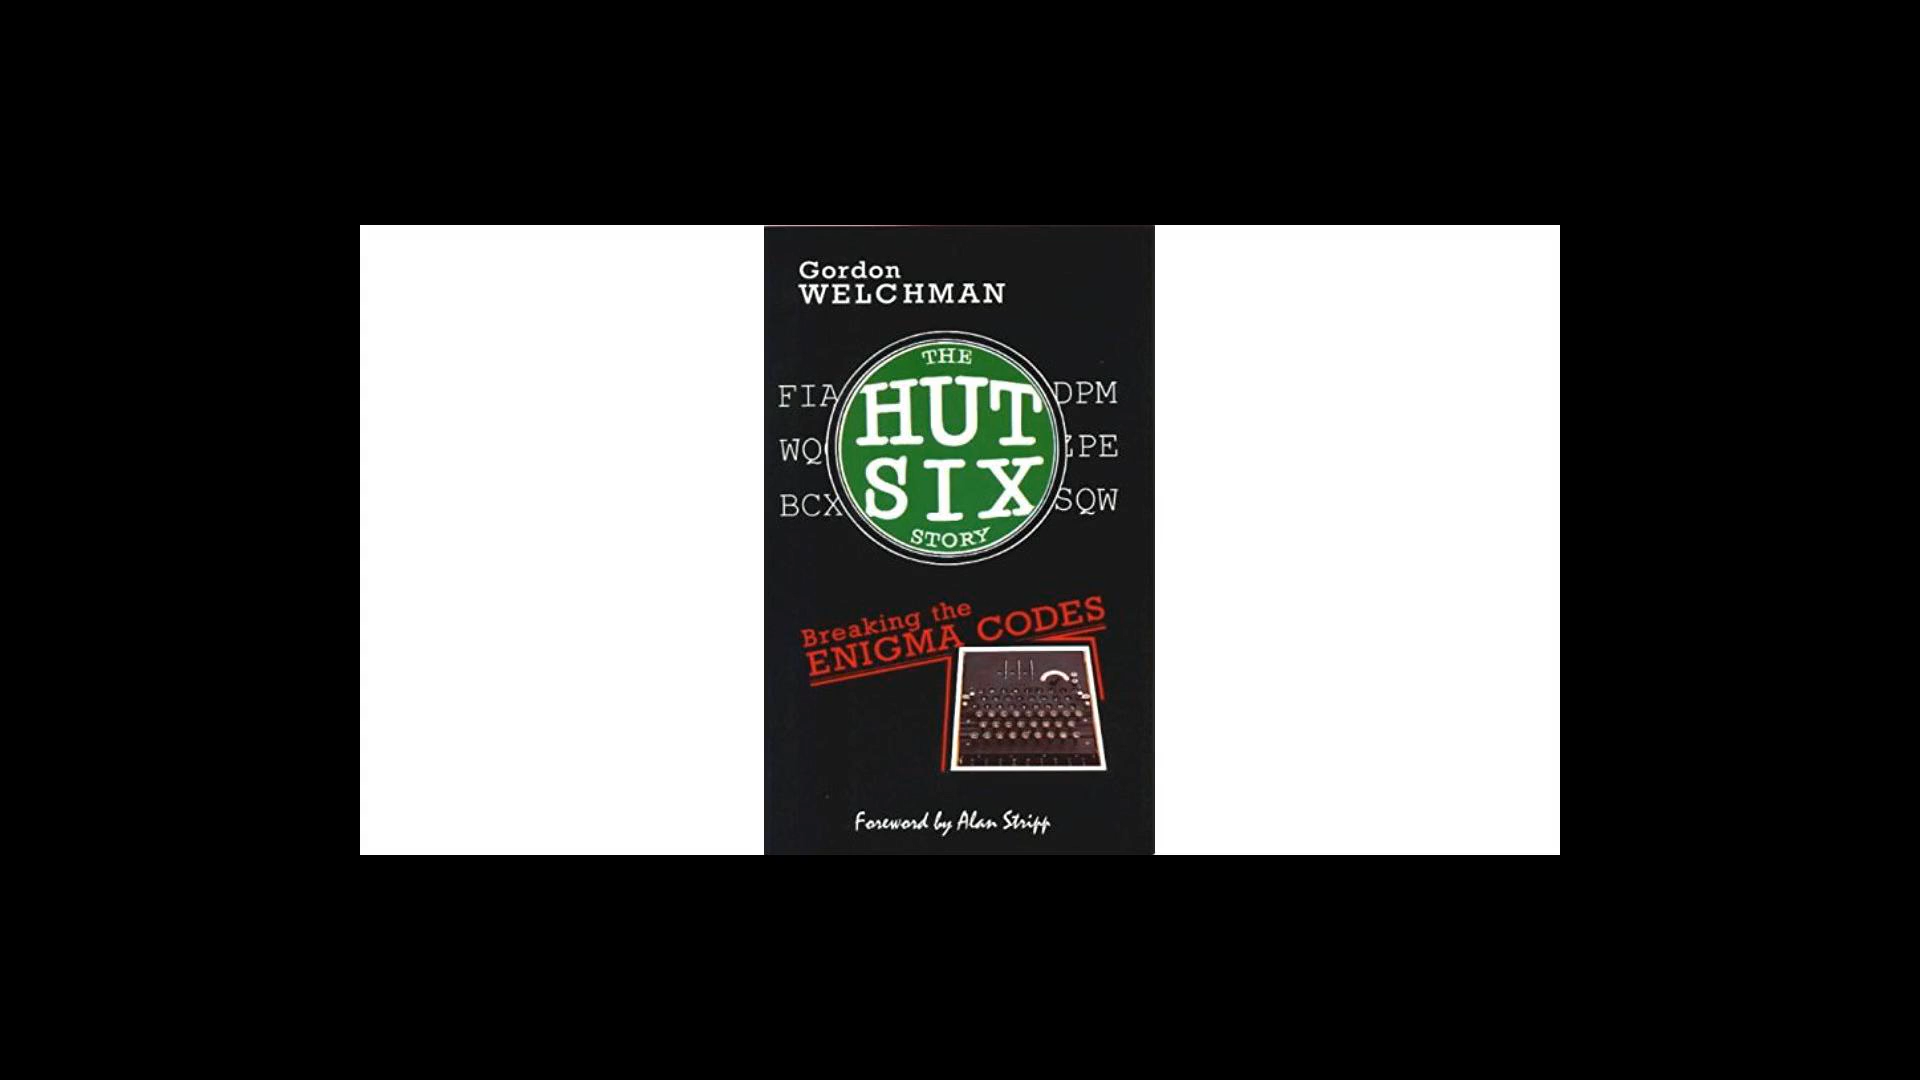 Gordon
WELCHMAN
THE
FIA HUT DPM
WQ ZPE
BCX SIX SQW
STORY
Breaking the
ENIGMA CODES
Foreword by Alan Stripp